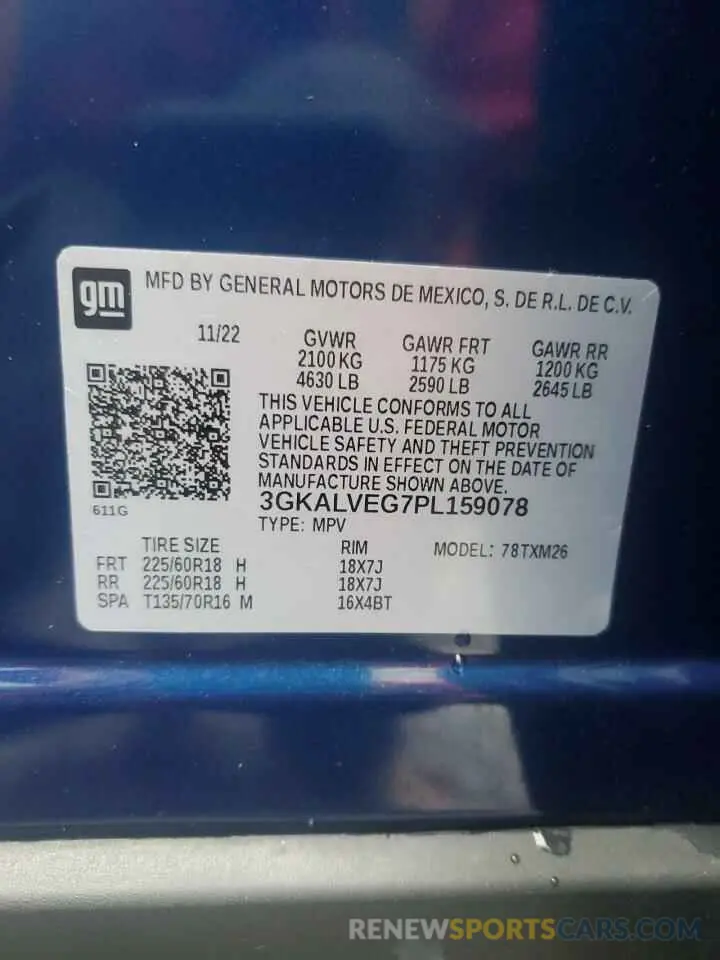 gm
MFD BY GENERAL MOTORS DE MEXICO, S. DE R.L. DE C.V.
11/22 GVWR GAWR FRT GAWR RR
2100 KG 1175 KG 1200 KG
4630 LB 2590 LB 2645 LB
THIS VEHICLE CONFORMS TO ALL
APPLICABLE U.S. FEDERAL MOTOR
VEHICLE SAFETY AND THEFT PREVENTION
STANDARDS IN EFFECT ON THE DATE OF
MANUFACTURE SHOWN ABOVE.
611G 3GKALVEG7PL159078
TYPE: MPV
TIRE SIZE RIM MODEL: 78TXM26
FRT 225/60R18 H 18X7J
RR 225/60R18 H 18X7J
SPA T135/70R16 M 16X4BT
RENEWSPORTSCARS.COM